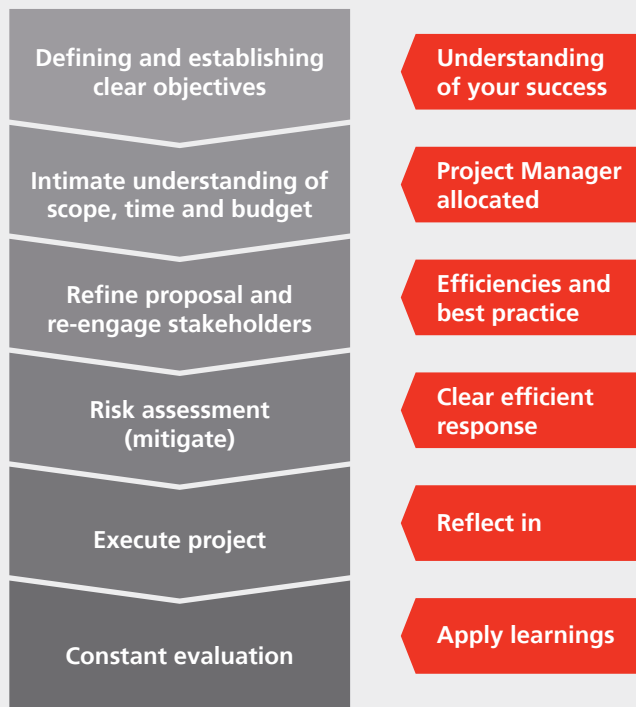 Defining and establishing
clear objectives
Understanding
of your success
Intimate understanding of
scope, time and budget
Project Manager
allocated
Refine proposal and
re-engage stakeholders
Efficiencies and
best practice
Risk assessment
(mitigate)
Clear efficient
response
Execute project
Reflect in
Constant evaluation
Apply learnings